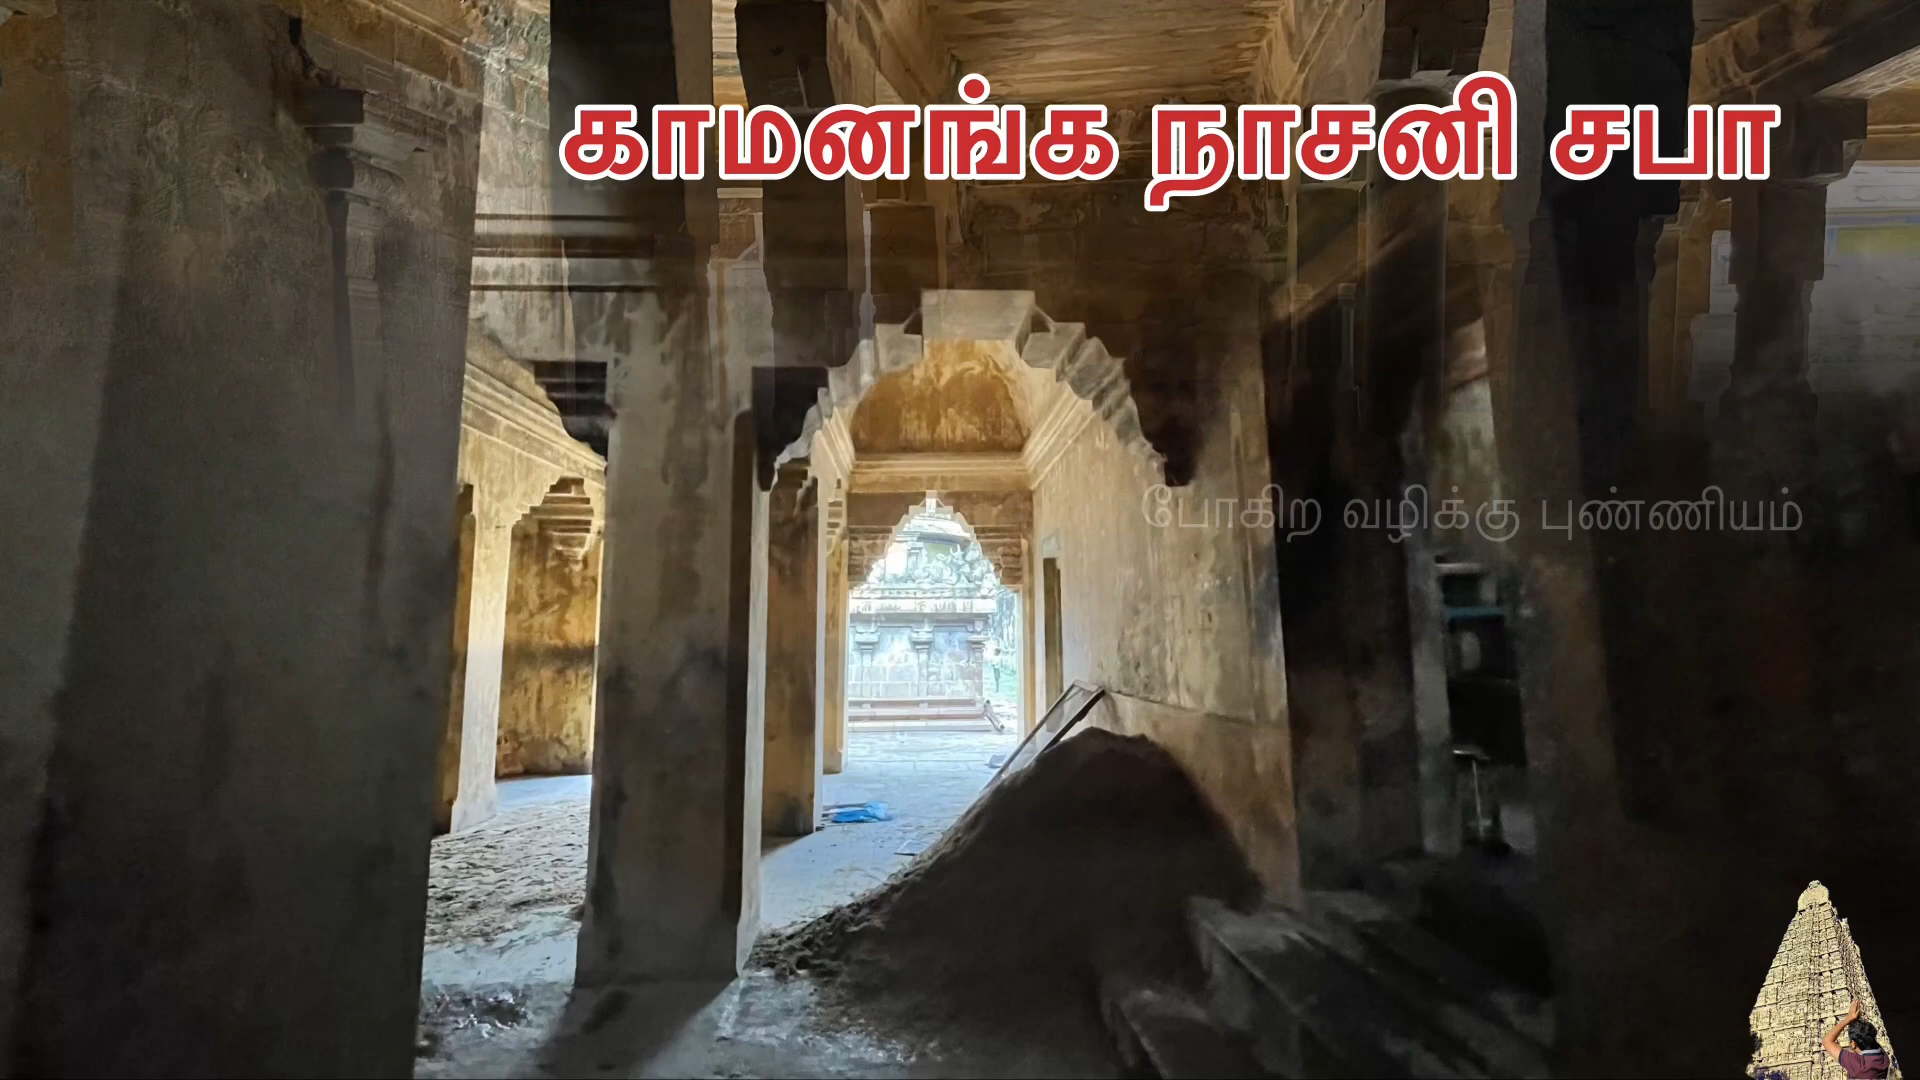 காமனங்க நாசனி சபா
போகிற வழிக்கு புண்ணியம்